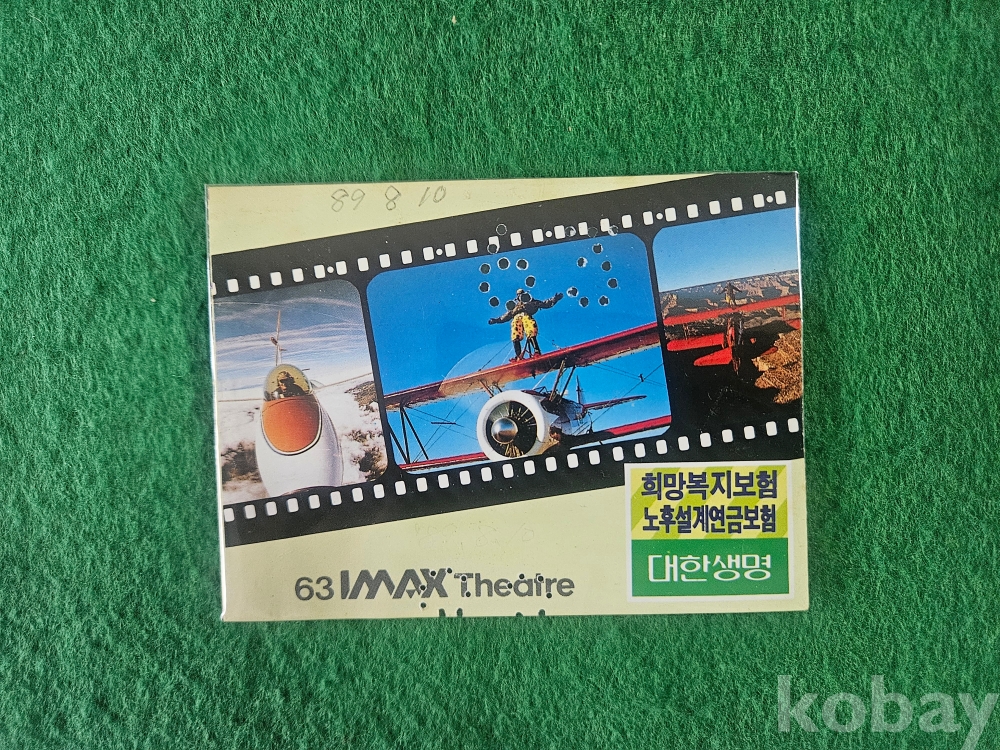 89 8 10
희망복지보험
노후설계연금보험
대한생명
63 IMAX Theatre
kobay